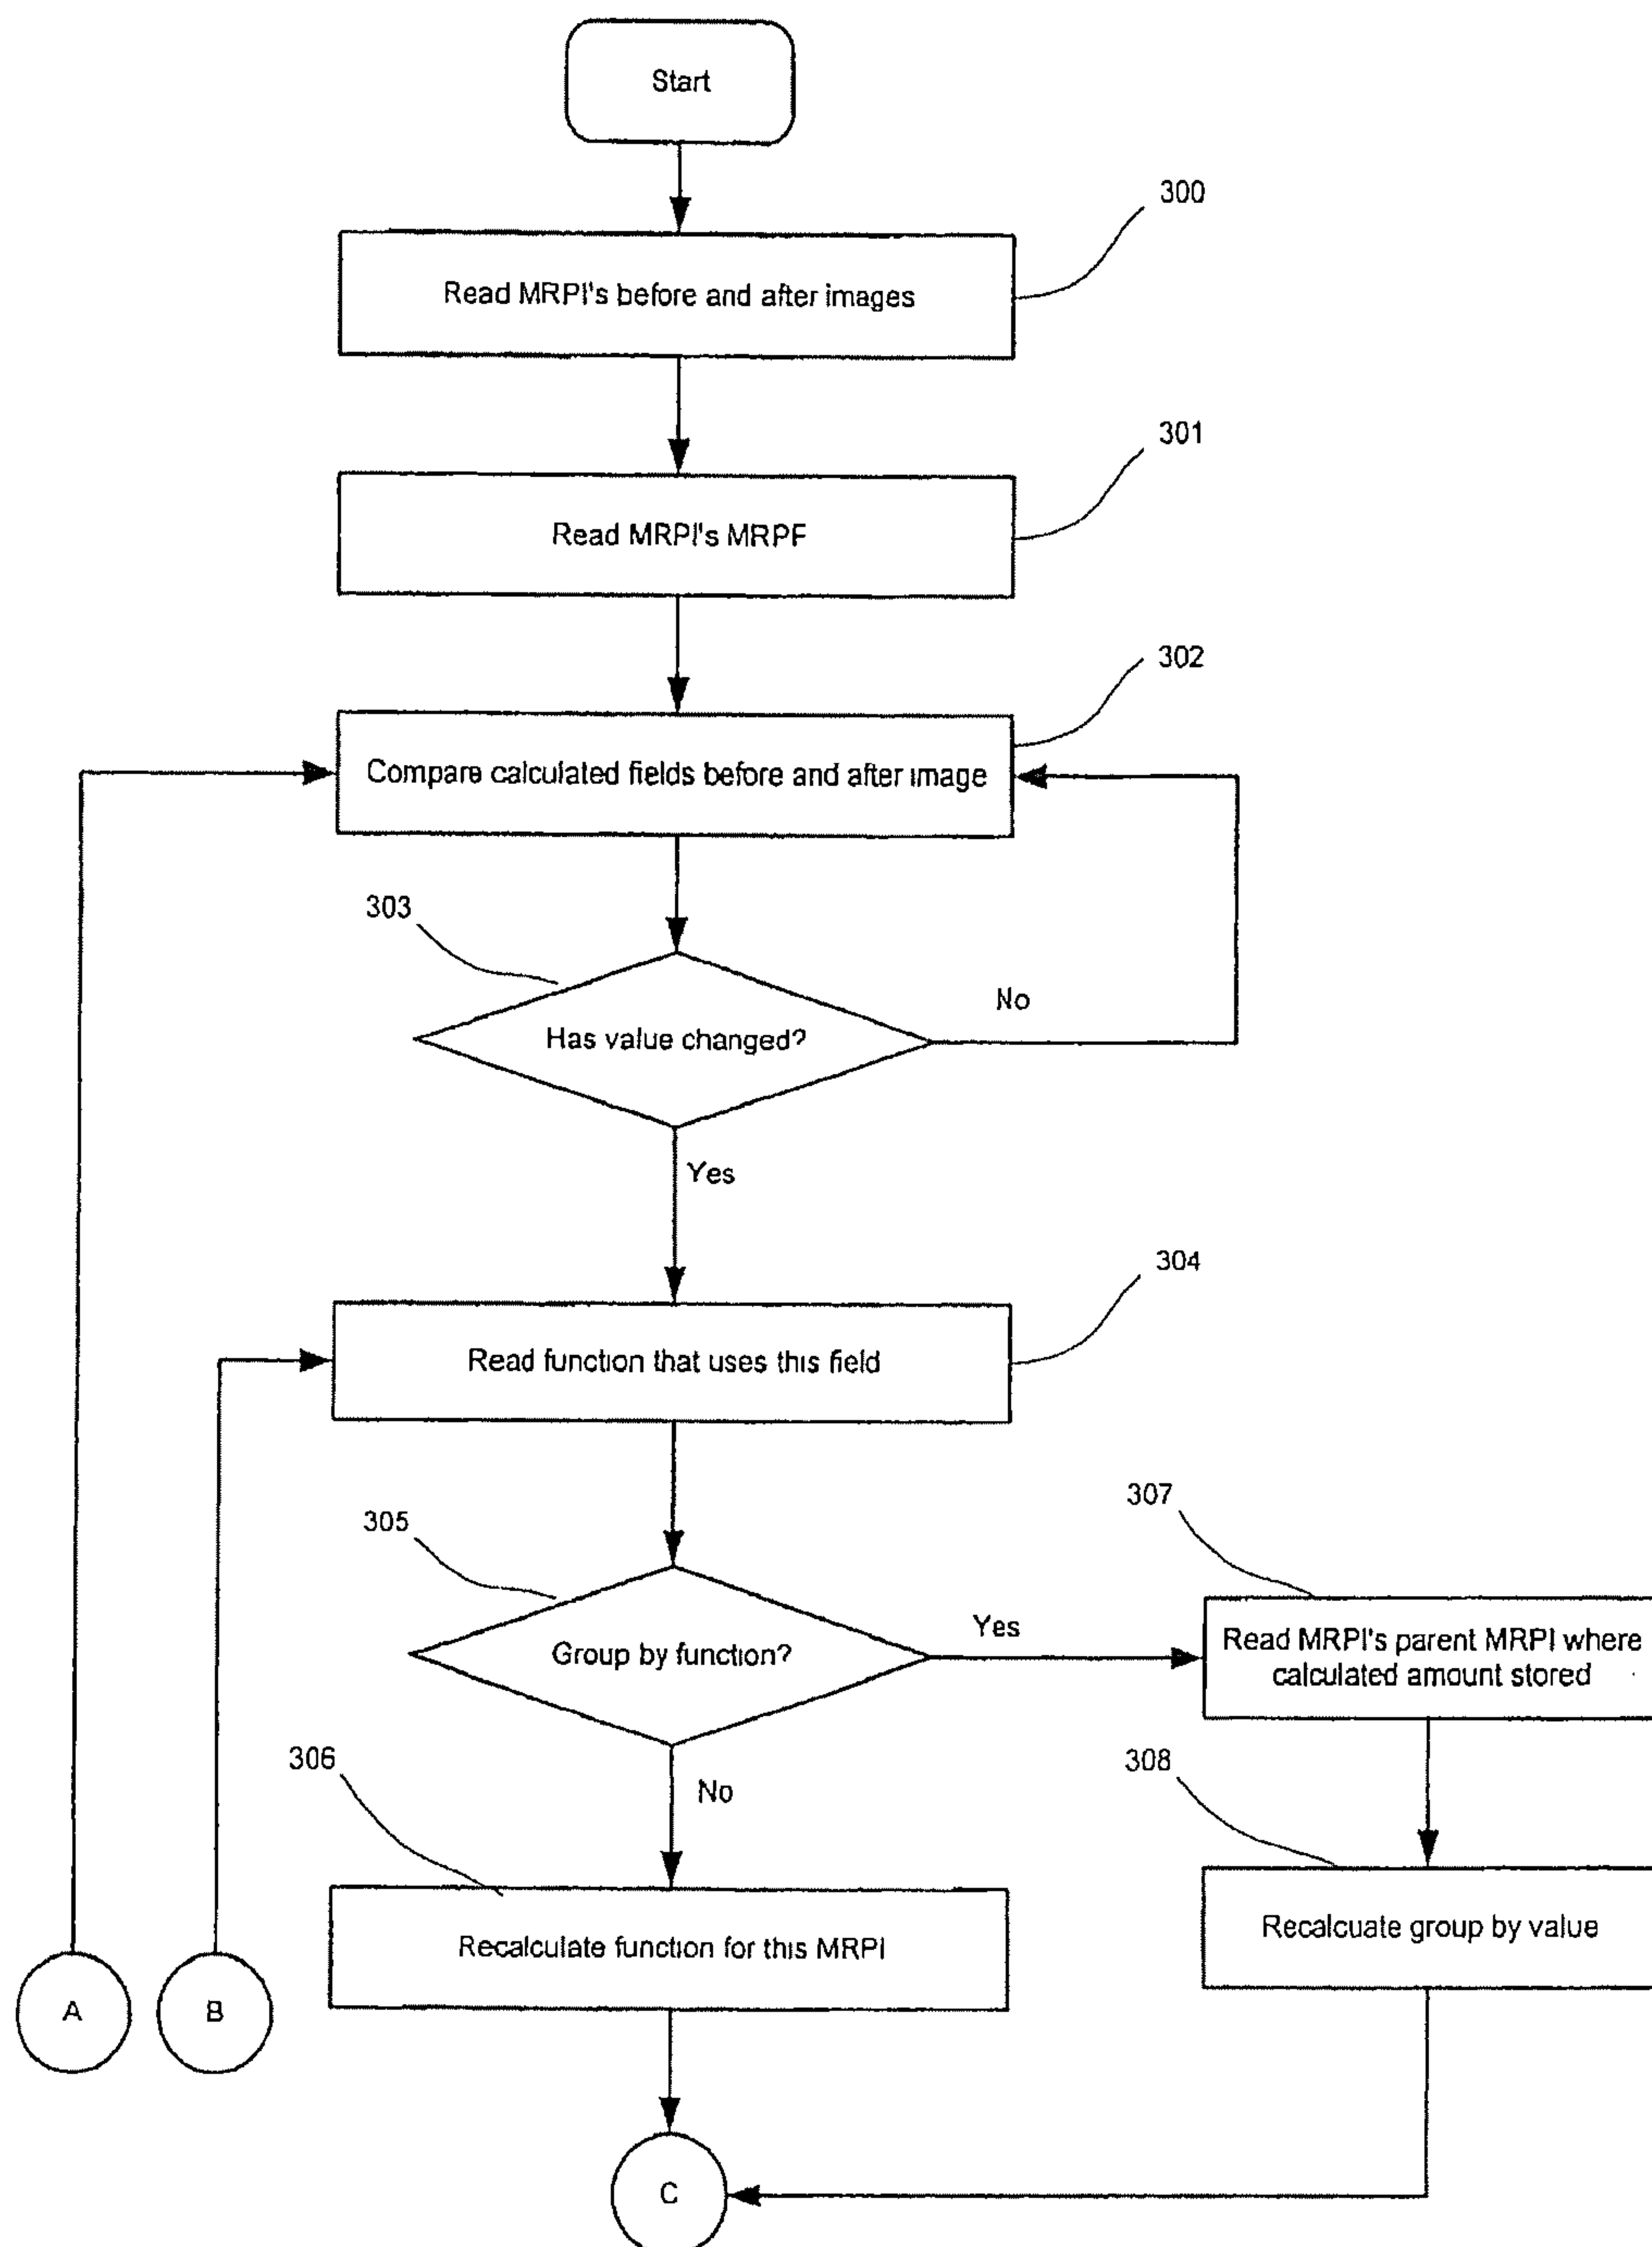 Start
300
Read MRPI's before and after images
301
Read MRPI's MRPF
302
Compare calculated fields before and after image
303
Has value changed?
No
Yes
304
Read function that uses this field
305
Group by function?
Yes
307
Read MRPI's parent MRPI where
calculated amount stored
306
No
308
Recalculate function for this MRPI
Recalcuate group by value
A
B
C